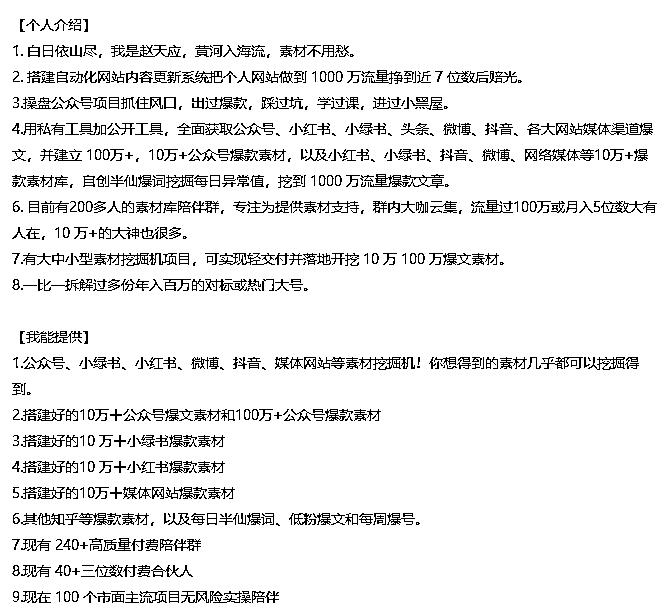 【个人介绍】
1. 白日依山尽，我是赵天应，黄河入海流，素材不用愁。
2. 搭建自动化网站内容更新系统把个人网站做到 1000 万流量挣到近 7 位数后赔光。
3.操盘公众号项目抓住风口，出过爆款，踩过坑，学过课，进过小黑屋。
4.用私有工具加公开工具，全面获取公众号、小红书、小绿书、头条、微博、抖音、各大网站媒体渠道爆
文，并建立 100万+，10万+公众号爆款素材，以及小红书、小绿书、抖音、微博、网络媒体等10万+爆
款素材库，自创半仙爆词挖掘每日异常值，挖到 1000 万流量爆款文章。
6. 目前有200多人的素材库陪伴群，专注为提供素材支持，群内大咖云集，流量过100万或月入5位数大有
人在，10 万+的大神也很多。
7.有大中小型素材挖掘机项目，可实现轻交付并落地开挖 10 万 100 万爆文素材。
8.一比一拆解过多份年入百万的对标或热门大号。
【我能提供】
1.公众号、小绿书、小红书、微博、抖音、媒体网站等素材挖掘机！你想得到的素材几乎都可以挖掘得
到。
2.搭建好的10万＋公众号爆文素材和100万+公众号爆款素材
3.搭建好的10 万＋小绿书爆款素材
4.搭建好的10 万＋小红书爆款素材
5.搭建好的10万＋媒体网站爆款素材
6.其他知乎等爆款素材，以及每日半仙爆词、低粉爆文和每周爆号。
7.现有 240+高质量付费陪伴群
8.现有 40+三位数付费合伙人
9.现在 100 个市面主流项目无风险实操陪伴